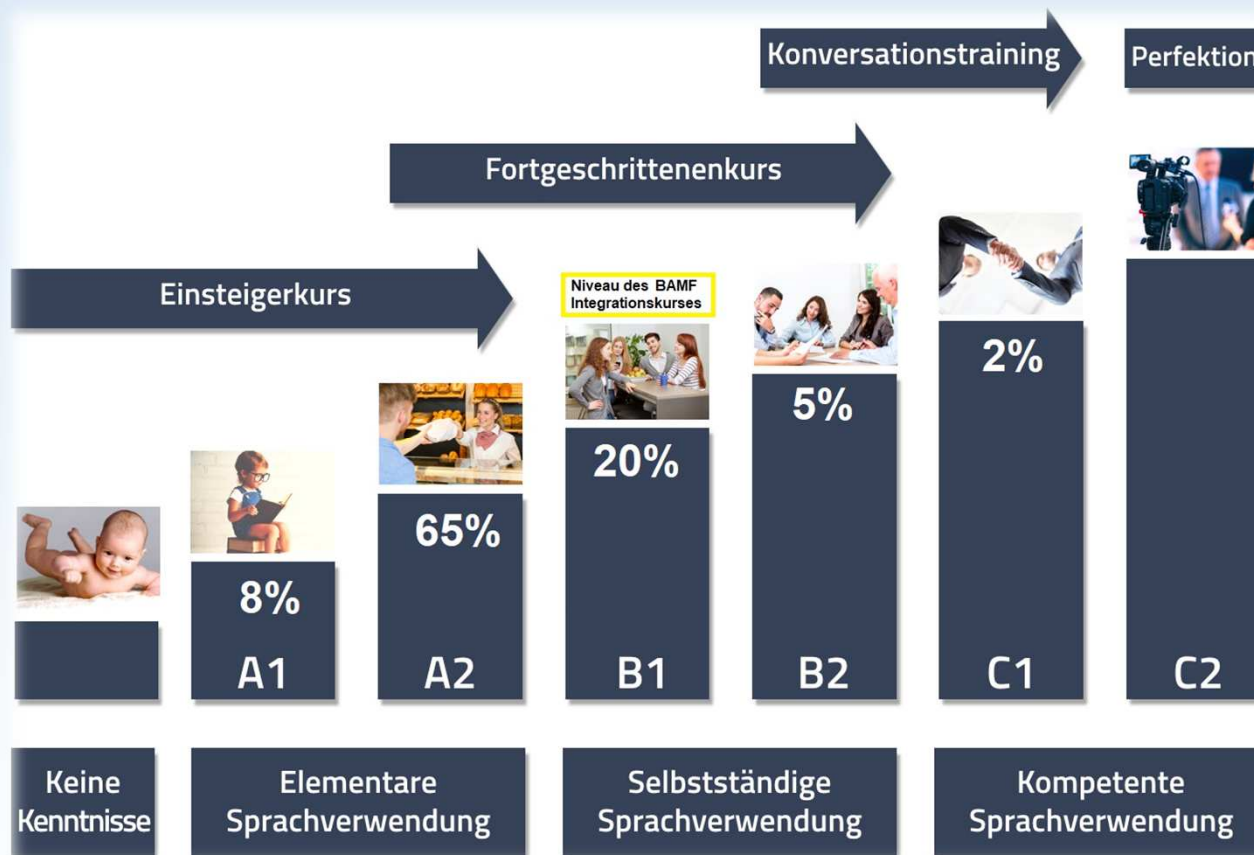 Konversationstraining
Perfektion
Fortgeschrittenenkurs
Einsteigerkurs
Niveau des BAMF
Integrationskurses
8%
65%
20%
5%
2%
A1
A2
B1
B2
C1
C2
Keine
Kenntnisse
Elementare
Sprachverwendung
Selbstständige
Sprachverwendung
Kompetente
Sprachverwendung